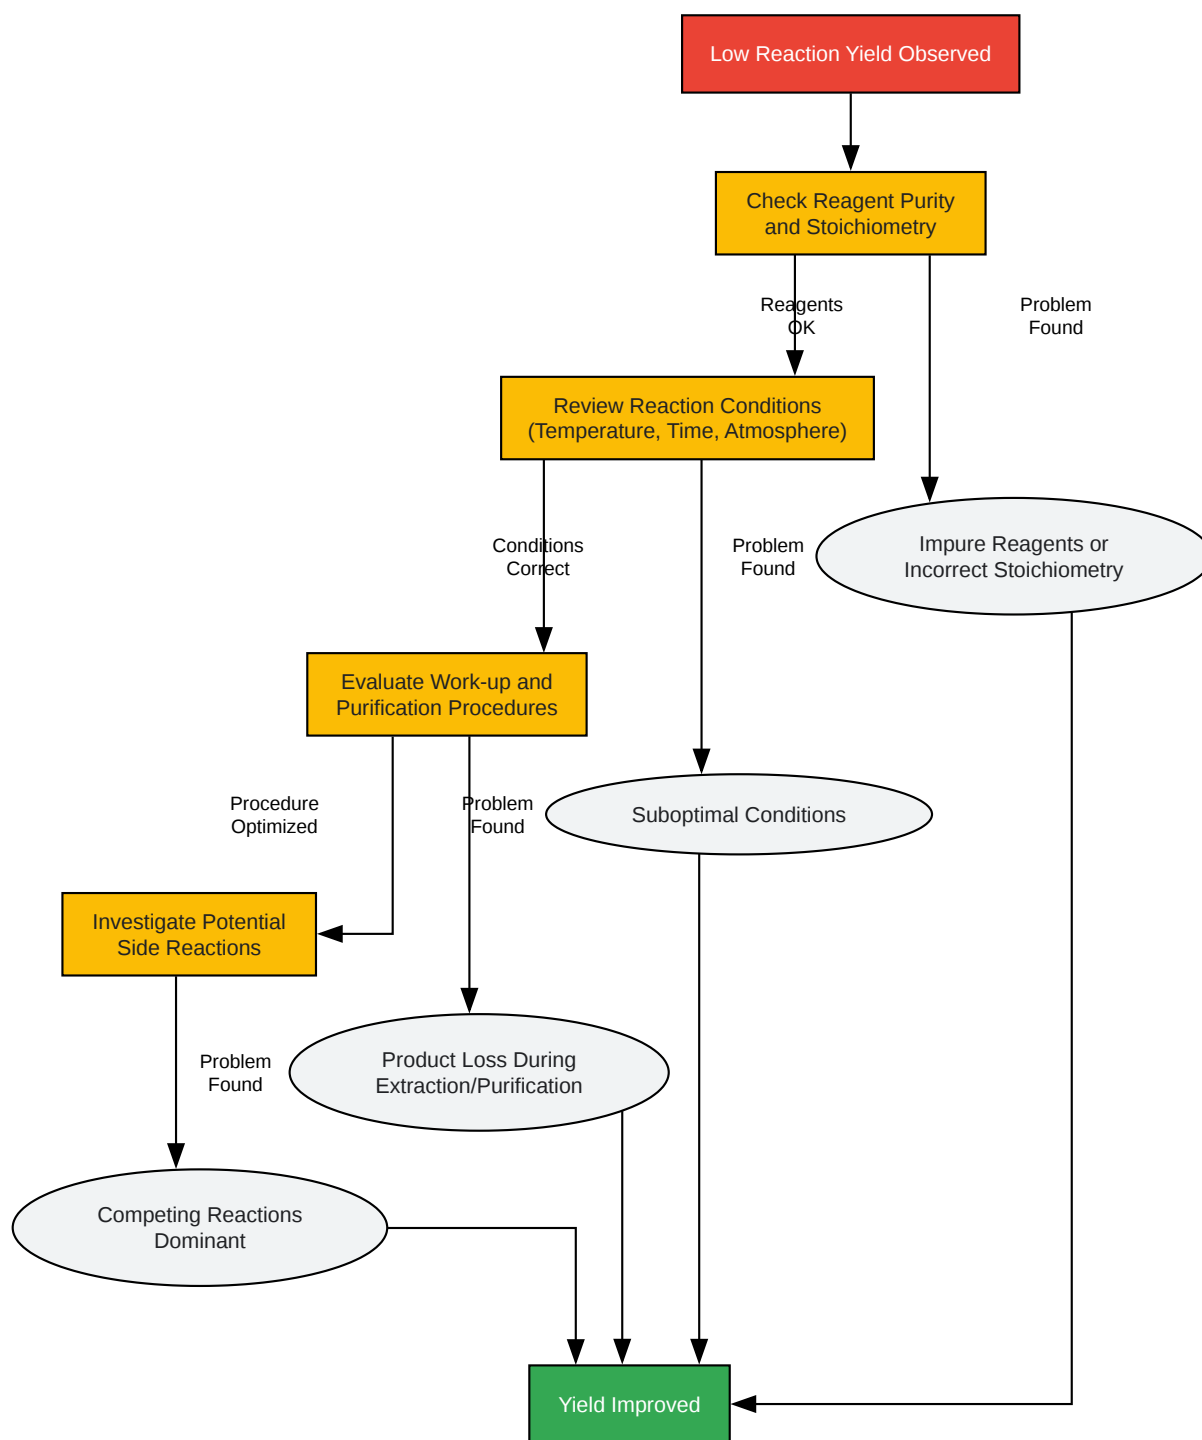 Low Reaction Yield Observed
Check Reagent Purity
and Stoichiometry
Reagents
OK
Problem
Found
Review Reaction Conditions
(Temperature, Time, Atmosphere)
Conditions
Correct
Problem
Found
Impure Reagents or
Incorrect Stoichiometry
Evaluate Work-up and
Purification Procedures
Procedure
Optimized
Problem
Found
Suboptimal Conditions
Investigate Potential
Side Reactions
Problem
Found
Product Loss During
Extraction/Purification
Competing Reactions
Dominant
Yield Improved